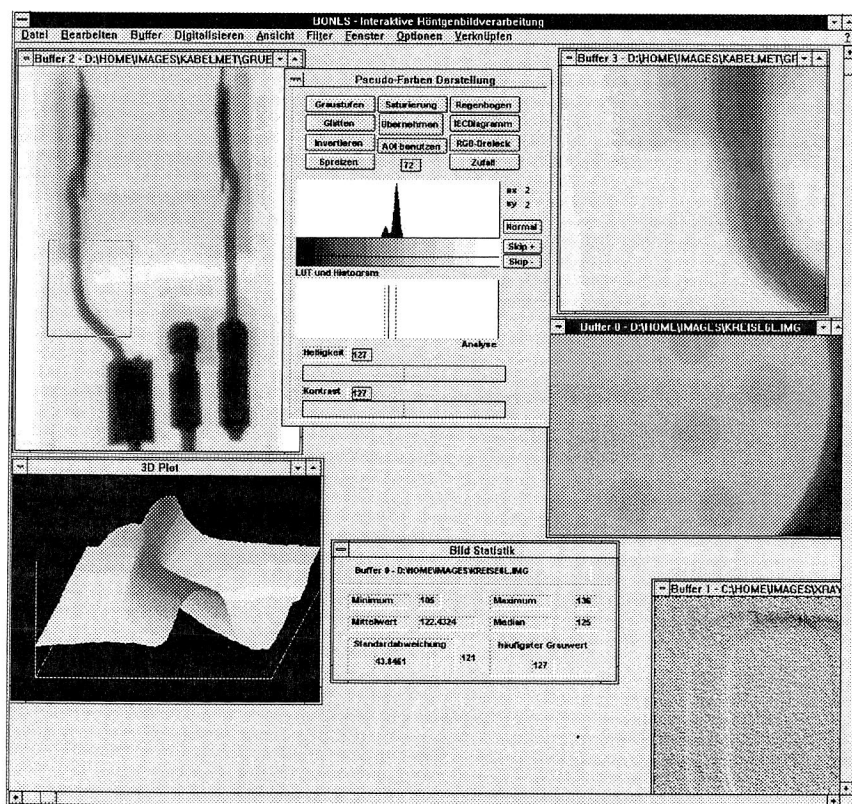 BONES - Interaktive Röntgenbildverarbeitung
Datei Bearbeiten Buffer Digitalisieren Ansicht Filter Fenster Optionen Verknüpfen ?
Buffer 2 - D:\HOME\IMAGES\KABELMET\GRUE
Pseudo-Farben Darstellung
Graustufen Saturierung Regenbogen
Glätten Übernehmen IECDiagramm
Invertieren AOI benutzen RGB-Dreieck
Spreizen 72 Zufall
sx 2
sy 2
Normal
Skip +
Skip -
LUT und Histogram
Analyse
Helligkeit 127
Kontrast 127
Buffer 3 - D:\HOME\IMAGES\KABELMET\GF
Buffer 0 - D:\HOME\IMAGES\KREISE6L.IMG
3D Plot
Bild Statistik
Buffer 0 - D:\HOME\IMAGES\KREISE6L.IMG
Minimum 105 Maximum 136
Mittelwert 122.4324 Median 125
Standardabweichung häufigster Grauwert
43.8461 121 127
Buffer 1 - C:\HOME\IMAGES\XRAY